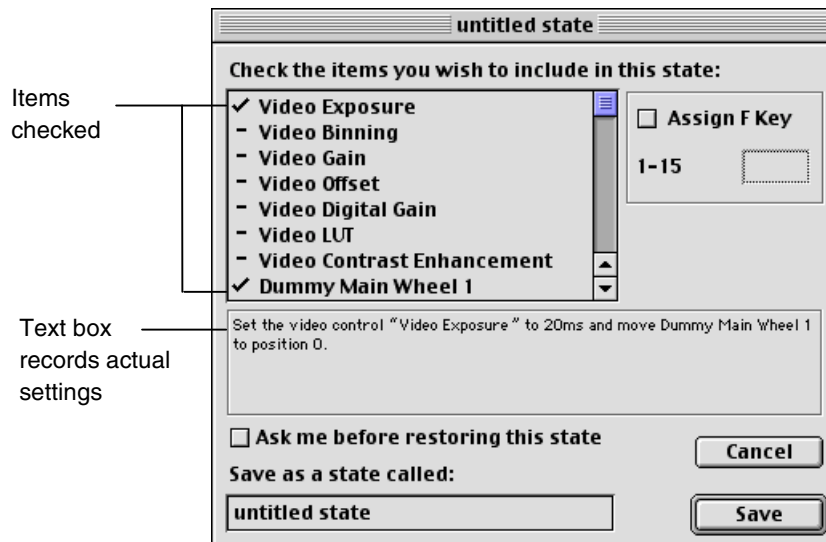 untitled state
Check the items you wish to include in this state:
Items
checked
✓ Video Exposure
- Video Binning
- Video Gain
- Video Offset
- Video Digital Gain
- Video LUT
- Video Contrast Enhancement
✓ Dummy Main Wheel 1
Assign F Key
1-15
Text box
records actual
settings
Set the video control "Video Exposure" to 20ms and move Dummy Main Wheel 1
to position 0.
Ask me before restoring this state
Cancel
Save as a state called:
untitled state
Save